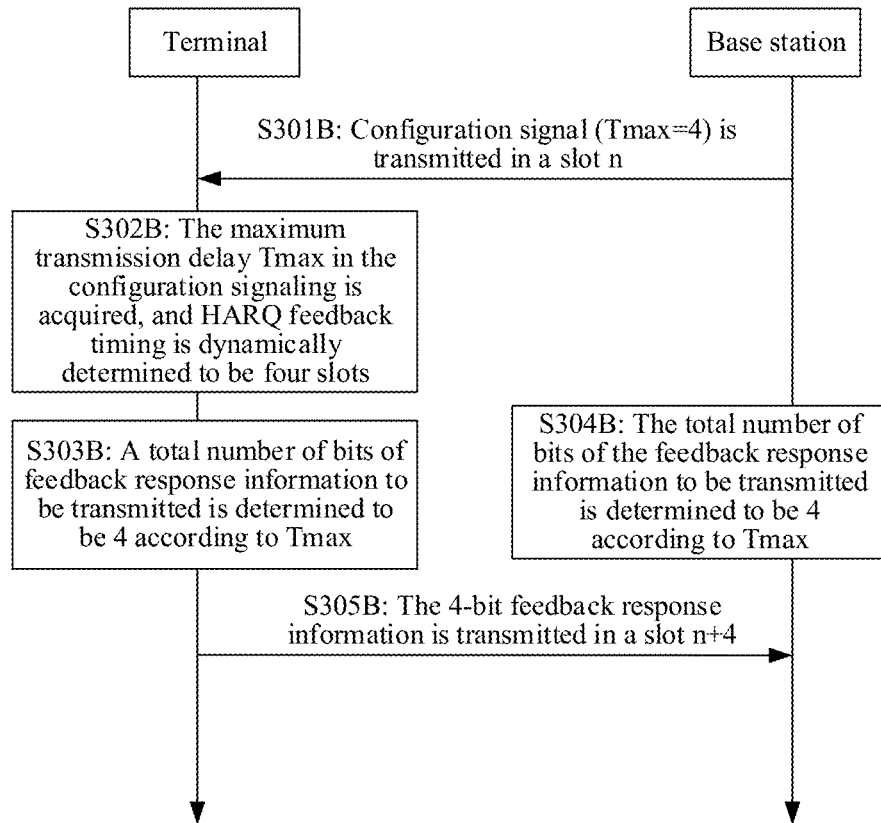 Terminal
Base station
S301B: Configuration signal (Tmax=4) is
transmitted in a slot n
S302B: The maximum
transmission delay Tmax in the
configuration signaling is
acquired, and HARQ feedback
timing is dynamically
determined to be four slots
S303B: A total number of bits of
feedback response information to
be transmitted is determined to
be 4 according to Tmax
S304B: The total number of
bits of the feedback response
information to be transmitted
is determined to be 4
according to Tmax
S305B: The 4-bit feedback response
information is transmitted in a slot n+4